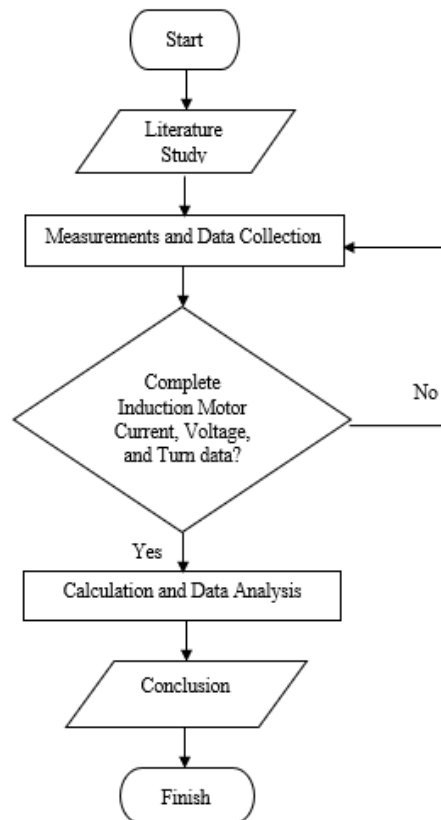 Start
Literature
Study
Measurements and Data Collection
Complete
Induction Motor
Current, Voltage,
and Turn data?
No
Yes
Calculation and Data Analysis
Conclusion
Finish